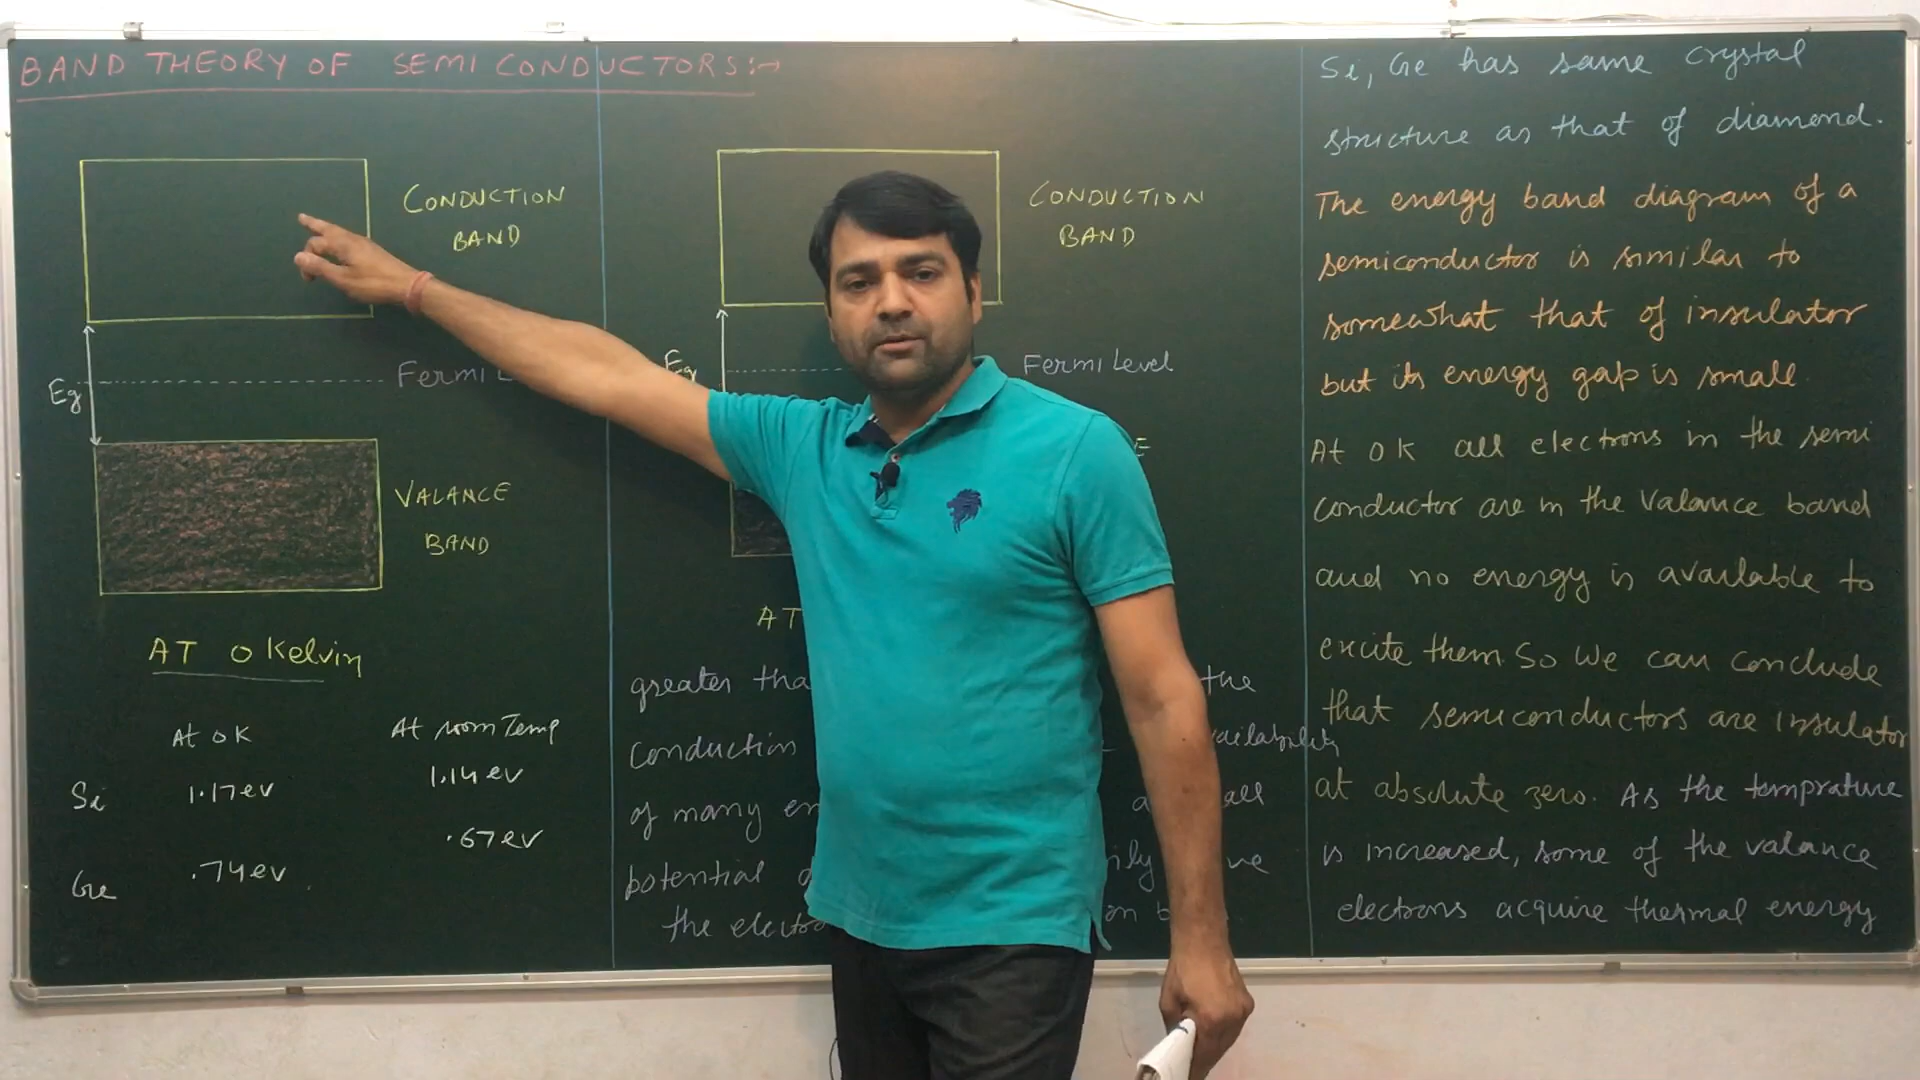 BAND THEORY OF SEMI CONDUCTORS:→
CONDUCTION
BAND
Fermi L
Eg
VALANCE
BAND
AT 0 Kelvin
At 0K
At room Temp
Si
1.17ev
1.14ev
Ge
.74ev
.67ev
CONDUCTION
BAND
Eg
Fermi Level
E
AT
greater tha the
conduction vailability
of many en all
potential
the electro
Si, Ge has same crystal
structure as that of diamond.
The energy band diagram of a
semiconductor is similar to
somewhat that of insulator
but its energy gap is small.
At 0K all electrons in the semi
conductor are in the Valance band
and no energy is available to
excite them. So We can conclude
that semiconductors are insulator
at absolute zero. As the temprature
is increased, some of the valance
electrons acquire thermal energy